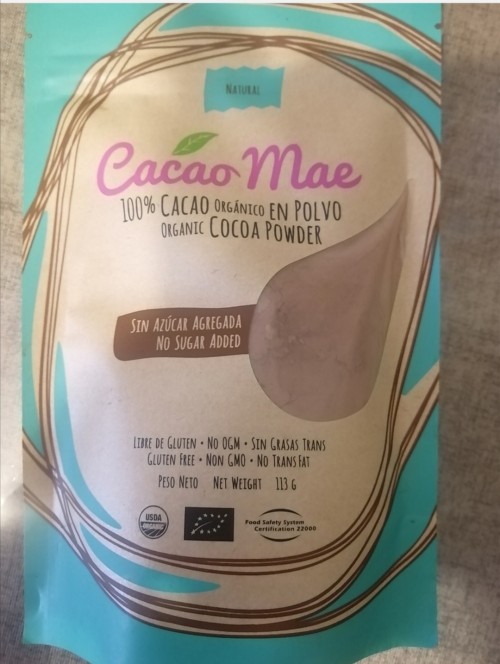 NATURAL
Cacao Mae
100% CACAO ORGÁNICO EN POLVO
ORGANIC COCOA POWDER
SIN AZÚCAR AGREGADA
NO SUGAR ADDED
LIBRE DE GLUTEN • NO OGM • SIN GRASAS TRANS
GLUTEN FREE • NON GMO • NO TRANS FAT
PESO NETO NET WEIGHT 113 G
USDA
ORGANIC
Food Safety System
Certification 22000